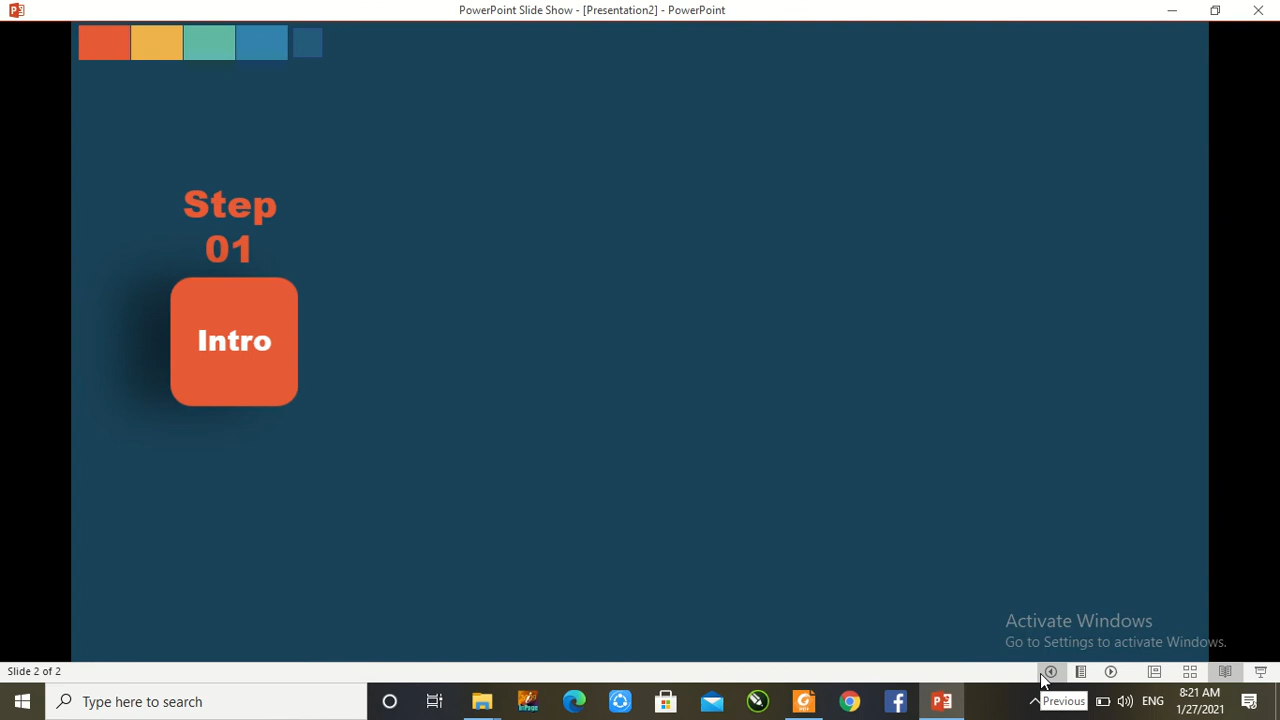 PowerPoint Slide Show - [Presentation2] - PowerPoint
Step
01
Intro
Activate Windows
Go to Settings to activate Windows.
Slide 2 of 2
Previous
Type here to search
ENG
8:21 AM
1/27/2021